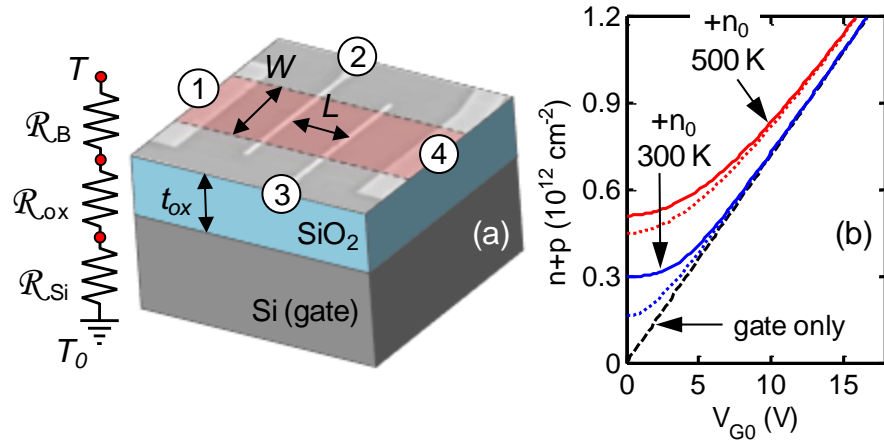 T
ℛB
ℛox
ℛSi
T0
1
2
W
L
3
4
tox
SiO2
(a)
Si (gate)
n+p (10^12 cm^-2)
1.2
0.9
0.6
0.3
0
+n0
500 K
+n0
300 K
(b)
gate only
0 5 10 15
VG0 (V)